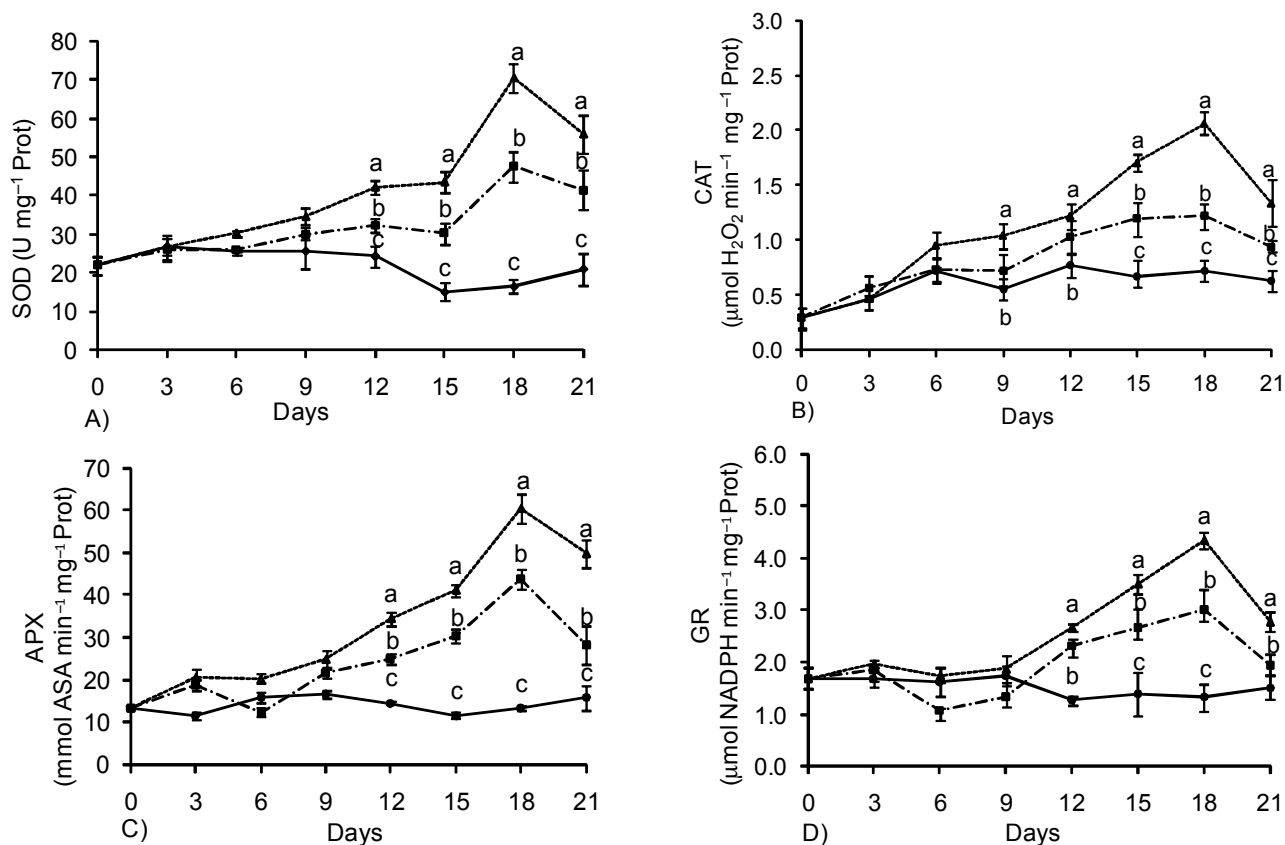 80
70
60
50
40
30
20
10
0
SOD (U mg⁻¹ Prot)
a
a
b
a
a
b
b
b
c
c
c
c
0 3 6 9 12 15 18 21
Days
A)
3.0
2.5
2.0
1.5
1.0
0.5
0.0
CAT
(μmol H₂O₂ min⁻¹ mg⁻¹ Prot)
a
a
a
a
a
b
b
b
c
c
c
b
b
0 3 6 9 12 15 18 21
Days
B)
70
60
50
40
30
20
10
0
APX
(mmol ASA min⁻¹ mg⁻¹ Prot)
a
a
b
a
a
b
b
b
c
c
c
c
0 3 6 9 12 15 18 21
Days
C)
6.0
5.0
4.0
3.0
2.0
1.0
0.0
GR
(μmol NADPH min⁻¹ mg⁻¹ Prot)
a
a
a
a
b
b
b
b
c
c
0 3 6 9 12 15 18 21
Days
D)